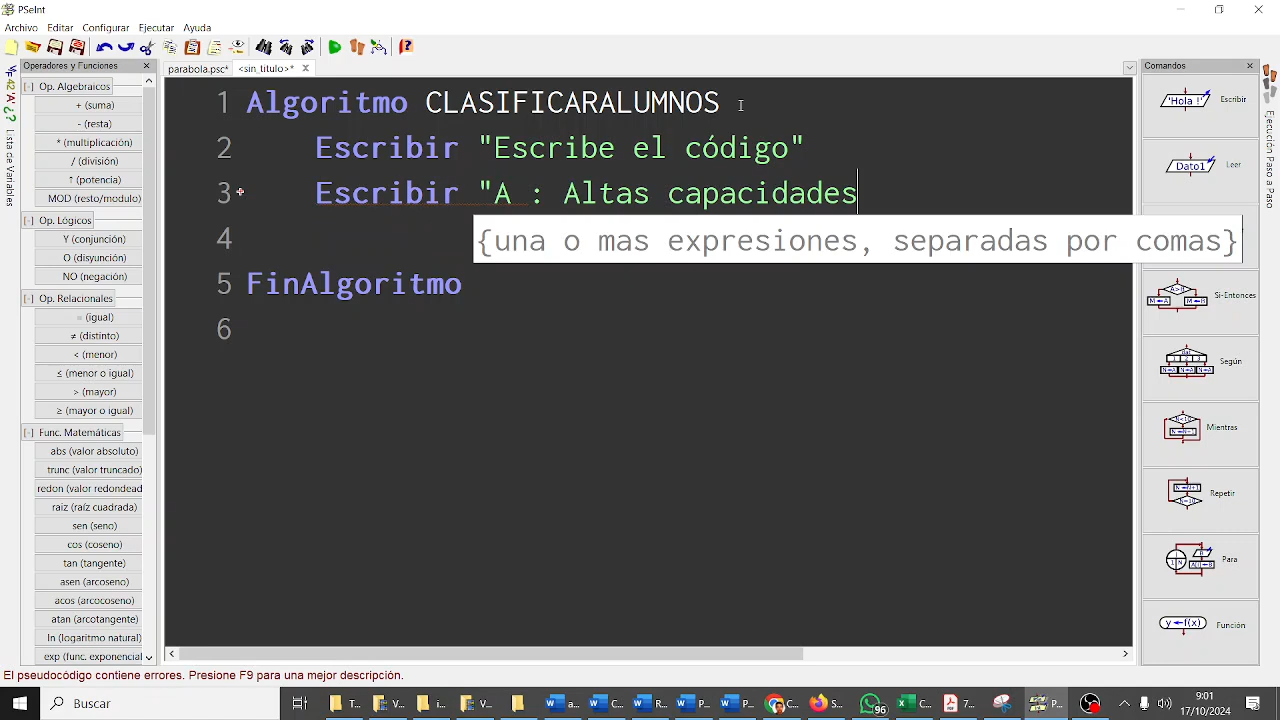 PSeInt
Archivo Editar Configurar Ejecutar Ayuda
Operadores y Funciones
parabola.psc*
<sin_titulo>*
Comandos
Lista de Variables
Op. Algebraicos
+ (suma)
- (resta)
* (multiplicación)
/ (división)
↑ (potencia)
MOD (resto/modulo)
Op. Lógicos
Y (conjunción)
O (disjunción)
NO (negación)
Op. Relacionales
= (igual)
≠ (distinto)
< (menor)
≤ (menor o igual)
> (mayor)
≥ (mayor o igual)
Func. Matemáticas
abs (valor absoluto)
trunc (valor truncado)
redon (valor redondead
raiz (raíz cuadrada)
sen (seno)
cos (coseno)
tan (tangente)
asen (arcoseno)
acos (arcocoseno)
atan (arcotangente)
ln (logaritmo natural)
exp (func. exponencial
1 Algoritmo CLASIFICARALUMNOS
2 Escribir "Escribe el código"
3 Escribir "A : Altas capacidades
4
{una o mas expresiones, separadas por comas}
5 FinAlgoritmo
6
'Hola !' Escribir
Dato1 Leer
Si-Entonces
Según
Mientras
Repetir
Para
y←f(x) Función
Ejecución Paso a Paso
El pseudocódigo contiene errores. Presione F9 para una mejor descripción.
Buscar
96
9:01
17/10/2024